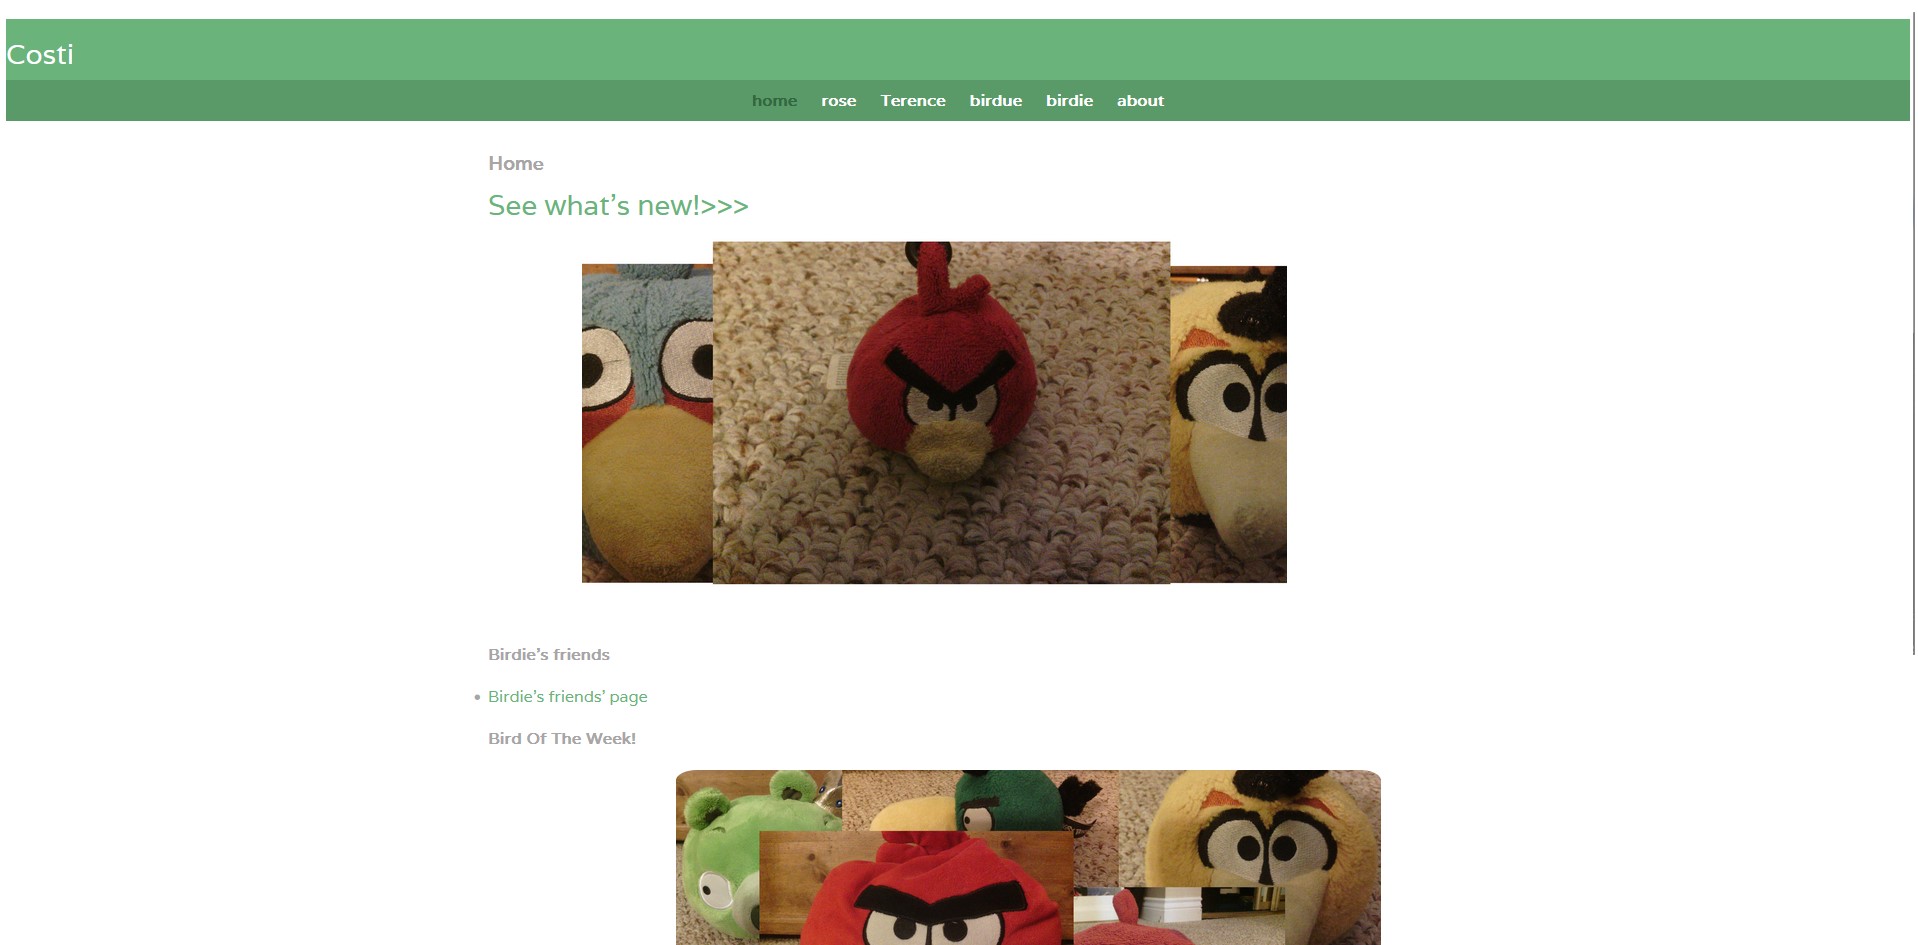 Costi
home rose Terence birdue birdie about
Home
See what’s new!>>>
Birdie’s friends
• Birdie’s friends’ page
Bird Of The Week!